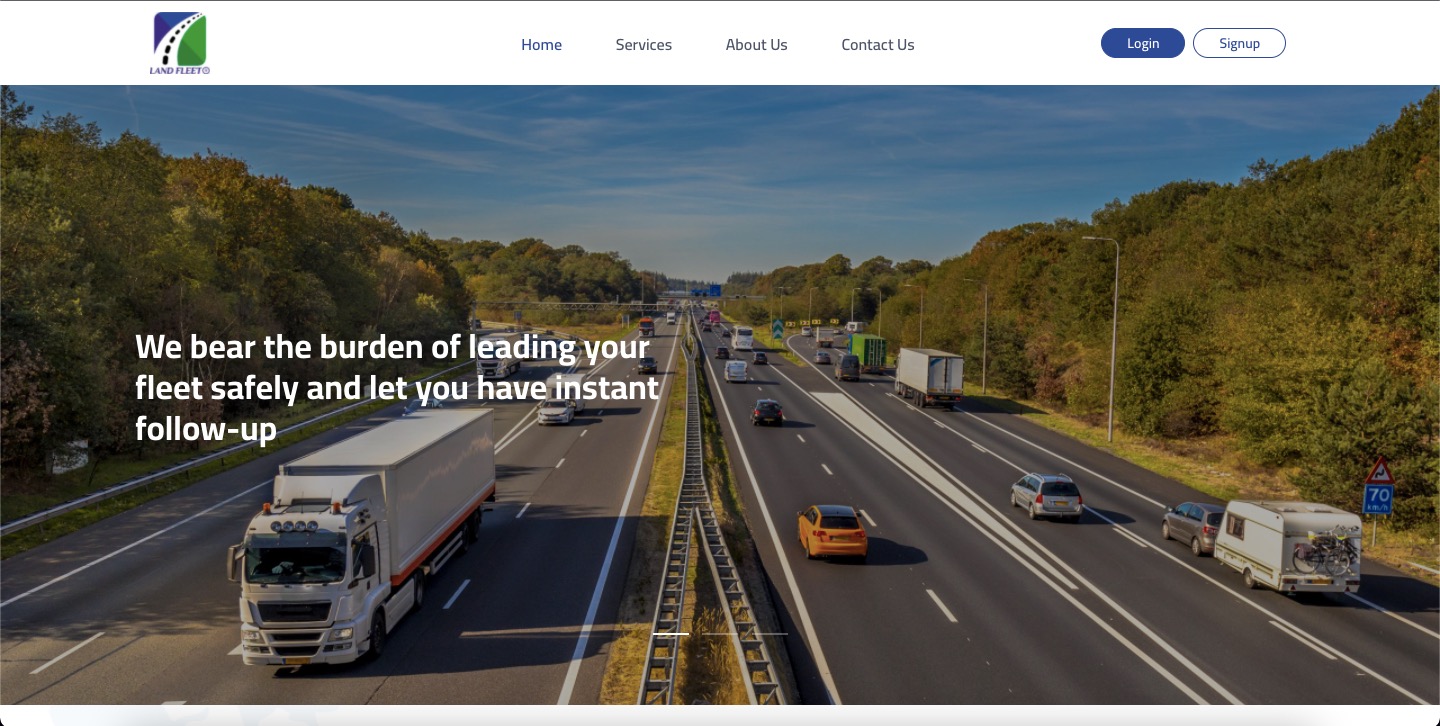 LAND FLEET
Home
Services
About Us
Contact Us
Login
Signup
We bear the burden of leading your
fleet safely and let you have instant
follow-up
70
km/h